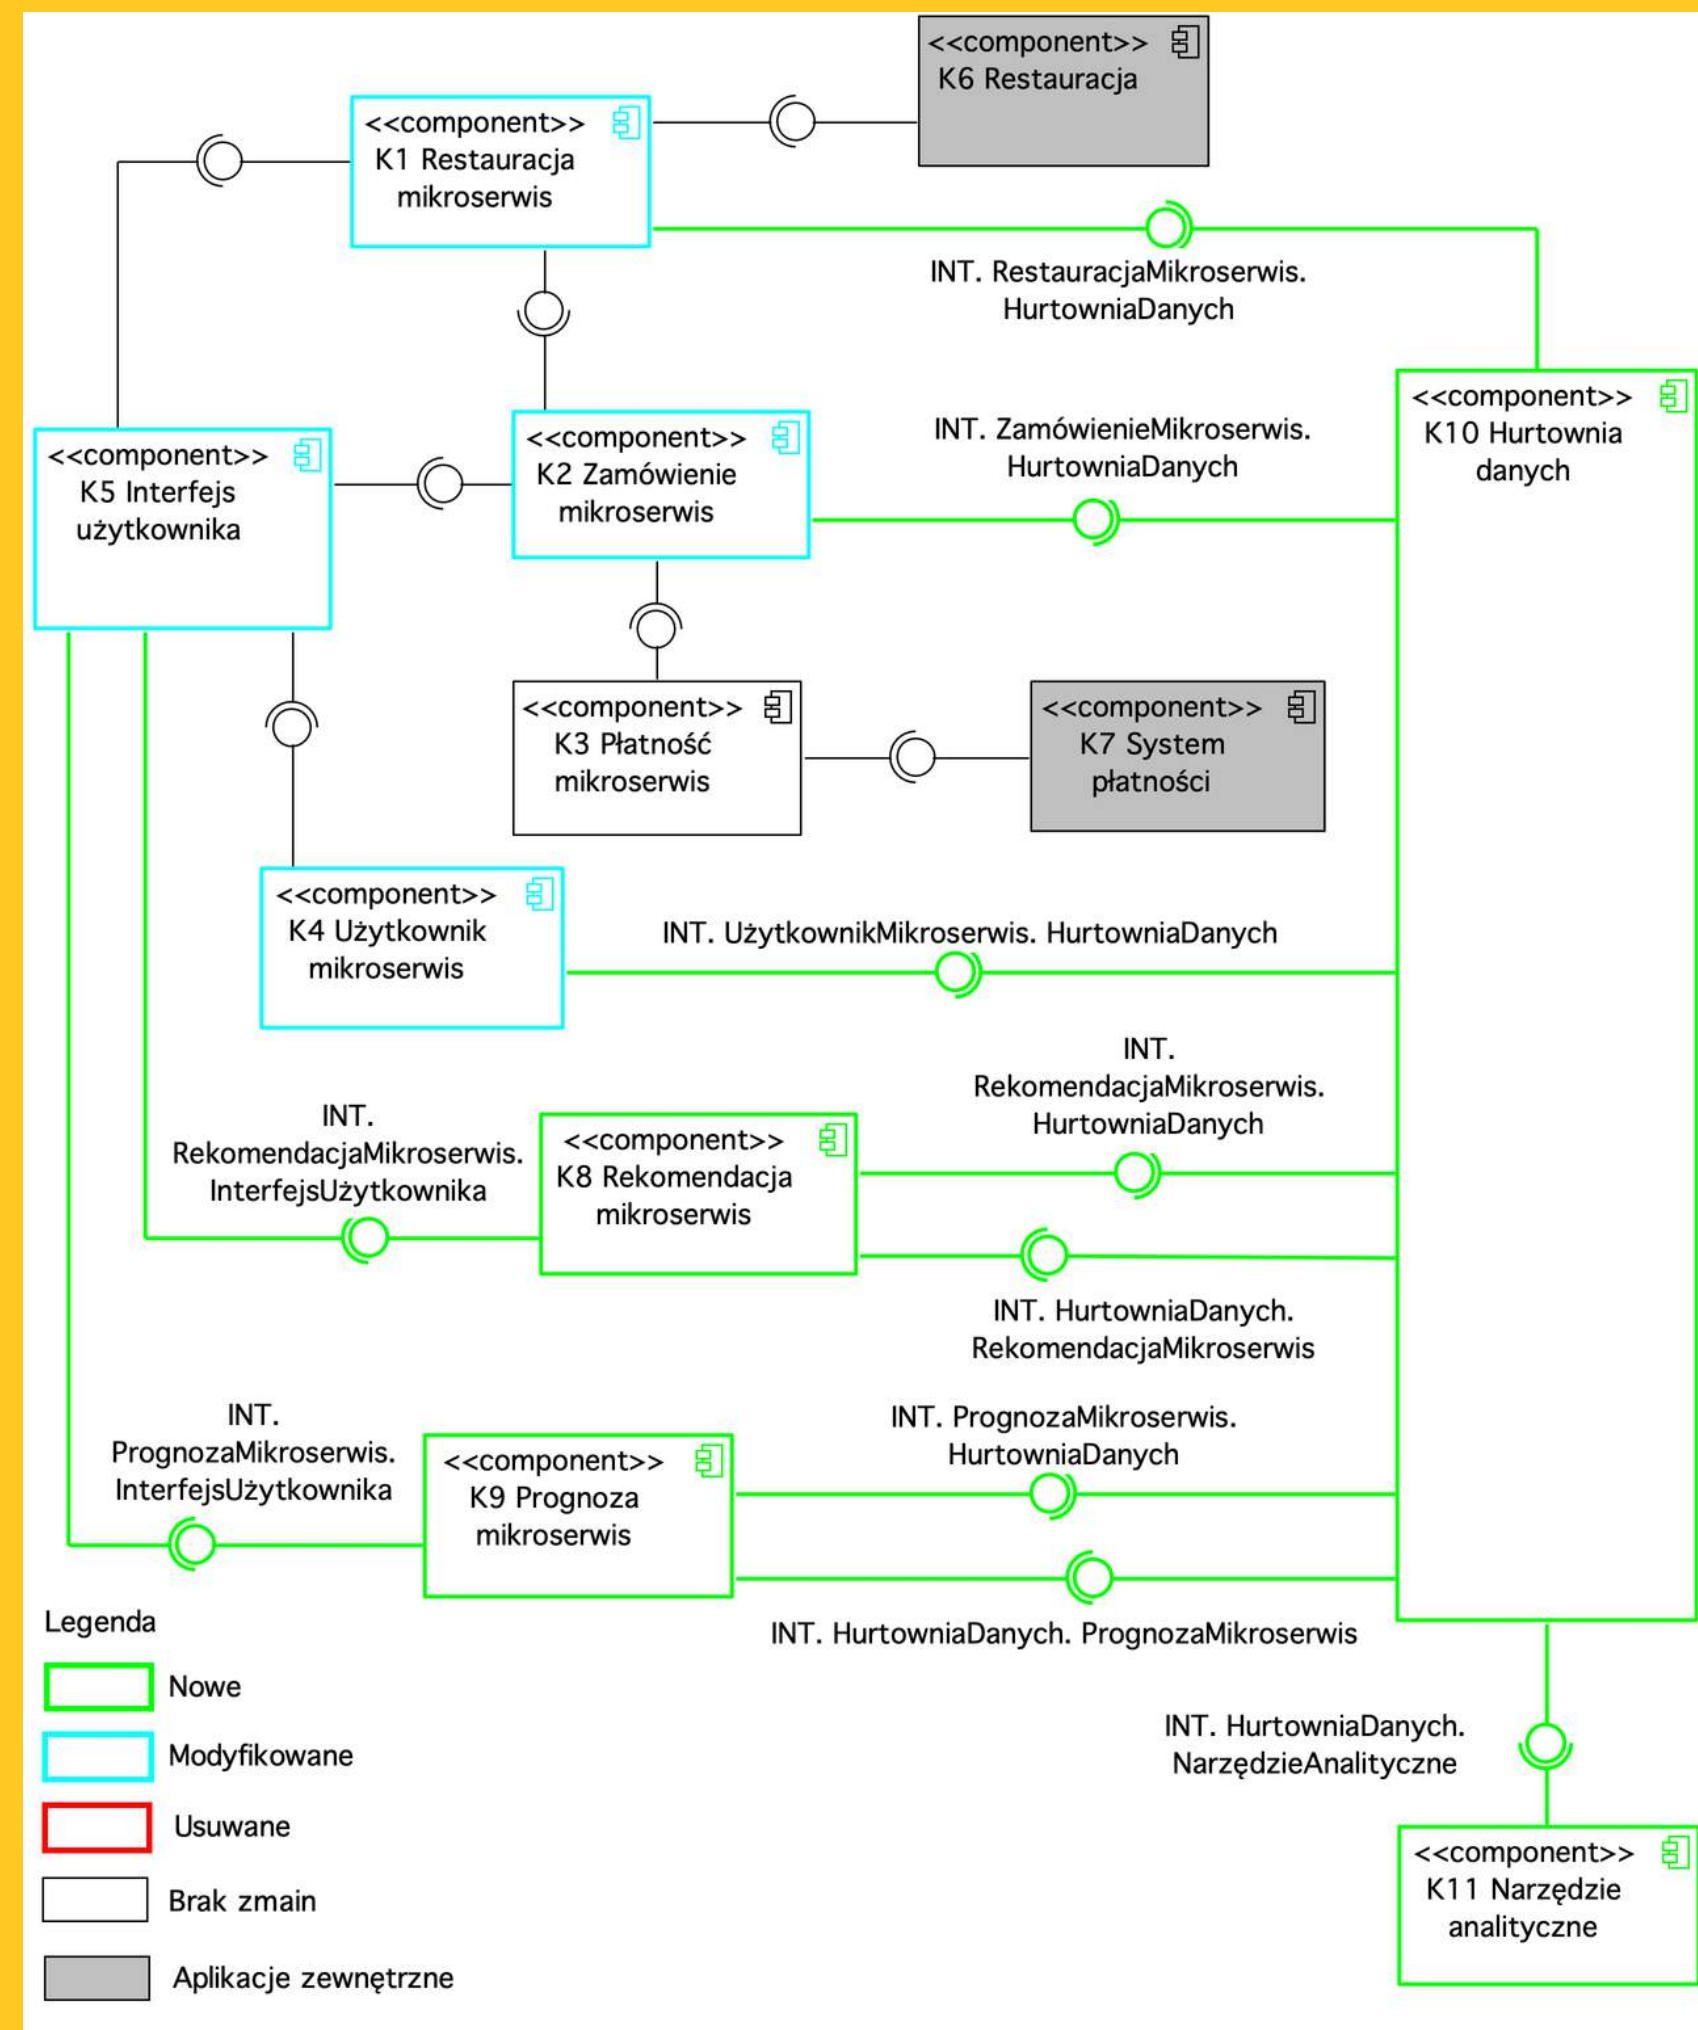 <<component>>
K6 Restauracja
<<component>>
K1 Restauracja
mikroserwis
INT. RestauracjaMikroserwis.
HurtowniaDanych
<<component>>
K10 Hurtownia
danych
INT. ZamówienieMikroserwis.
HurtowniaDanych
<<component>>
K2 Zamówienie
mikroserwis
<<component>>
K5 Interfejs
użytkownika
<<component>>
K3 Płatność
mikroserwis
<<component>>
K7 System
płatności
<<component>>
K4 Użytkownik
mikroserwis
INT. UżytkownikMikroserwis. HurtowniaDanych
INT.
RekomendacjaMikroserwis.
HurtowniaDanych
INT.
RekomendacjaMikroserwis.
InterfejsUżytkownika
<<component>>
K8 Rekomendacja
mikroserwis
INT. HurtowniaDanych.
RekomendacjaMikroserwis
INT.
PrognozaMikroserwis.
InterfejsUżytkownika
<<component>>
K9 Prognoza
mikroserwis
INT. PrognozaMikroserwis.
HurtowniaDanych
INT. HurtowniaDanych. PrognozaMikroserwis
INT. HurtowniaDanych.
NarzędzieAnalityczne
<<component>>
K11 Narzędzie
analityczne
Legenda
Nowe
Modyfikowane
Usuwane
Brak zmain
Aplikacje zewnętrzne